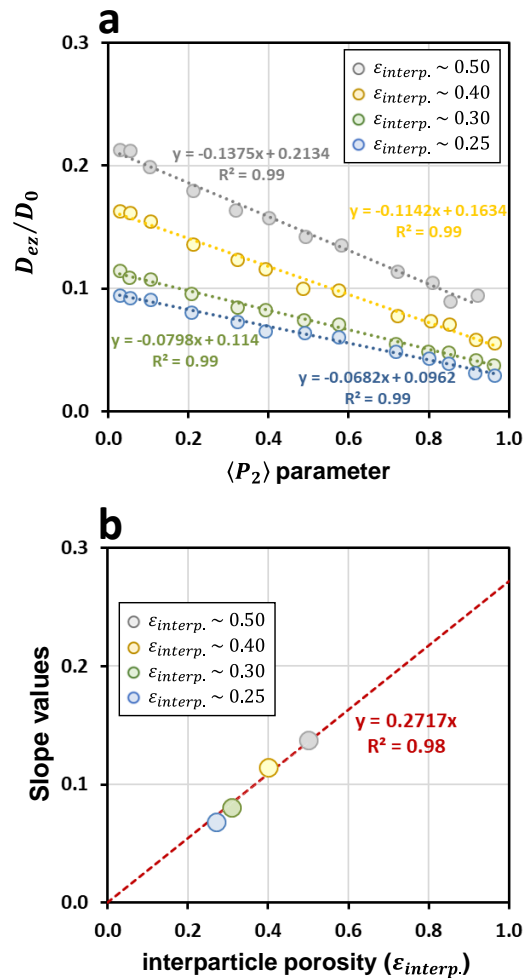 a
0.3
0.2
0.1
0.0
D_ez/D_0
ε_interp. ~ 0.50
ε_interp. ~ 0.40
ε_interp. ~ 0.30
ε_interp. ~ 0.25
y = -0.1375x + 0.2134
R² = 0.99
y = -0.1142x + 0.1634
R² = 0.99
y = -0.0798x + 0.114
R² = 0.99
y = -0.0682x + 0.0962
R² = 0.99
0.0 0.2 0.4 0.6 0.8 1.0
⟨P_2⟩ parameter
b
0.3
0.2
0.1
0.0
Slope values
ε_interp. ~ 0.50
ε_interp. ~ 0.40
ε_interp. ~ 0.30
ε_interp. ~ 0.25
y = 0.2717x
R² = 0.98
0.0 0.2 0.4 0.6 0.8 1.0
interparticle porosity (ε_interp.)